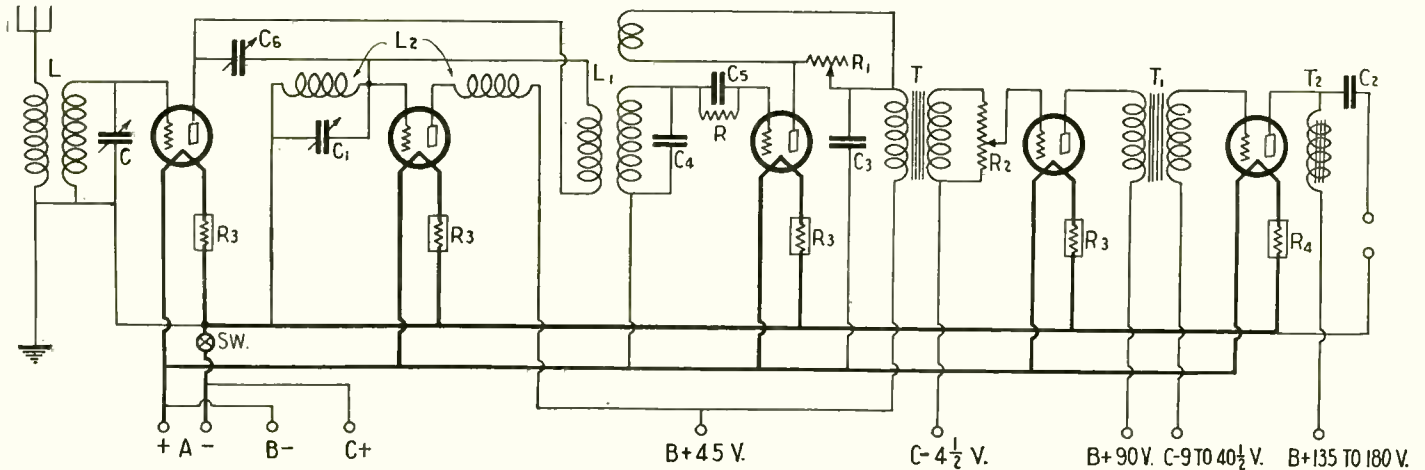 L
C
R3
C6
L2
C1
R3
L1
C4
C5
R
R1
R3
C3
T
R2
R3
T1
R4
T2
C2
SW.
+ A -
B-
C+
B+45 V.
C-4½ V.
B+90 V.
C-9 TO 40½ V.
B+135 TO 180 V.